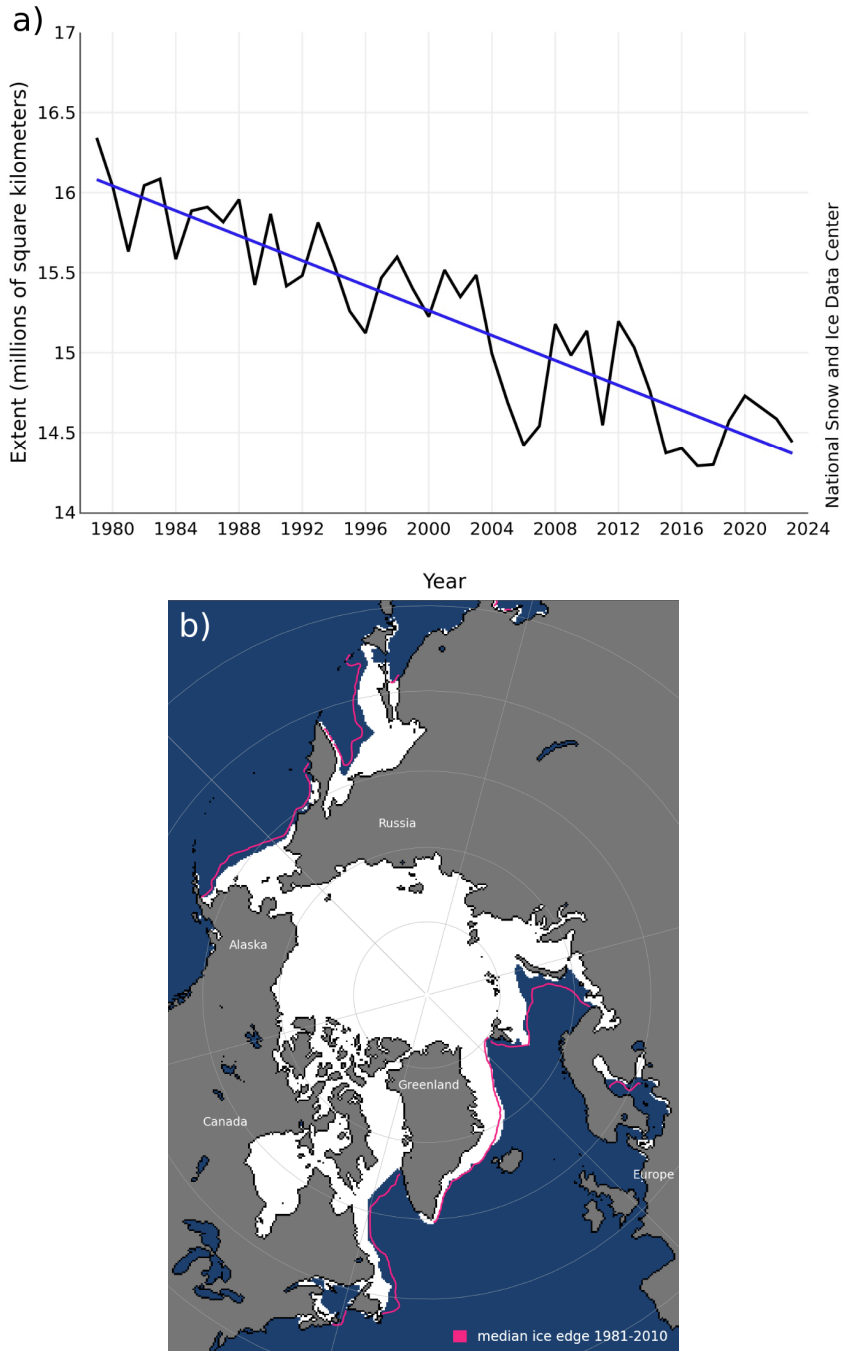 a)
17
16.5
16
15.5
15
14.5
14
Extent (millions of square kilometers)
1980 1984 1988 1992 1996 2000 2004 2008 2012 2016 2020 2024
Year
National Snow and Ice Data Center
b)
Russia
Alaska
Greenland
Canada
Europe
median ice edge 1981-2010